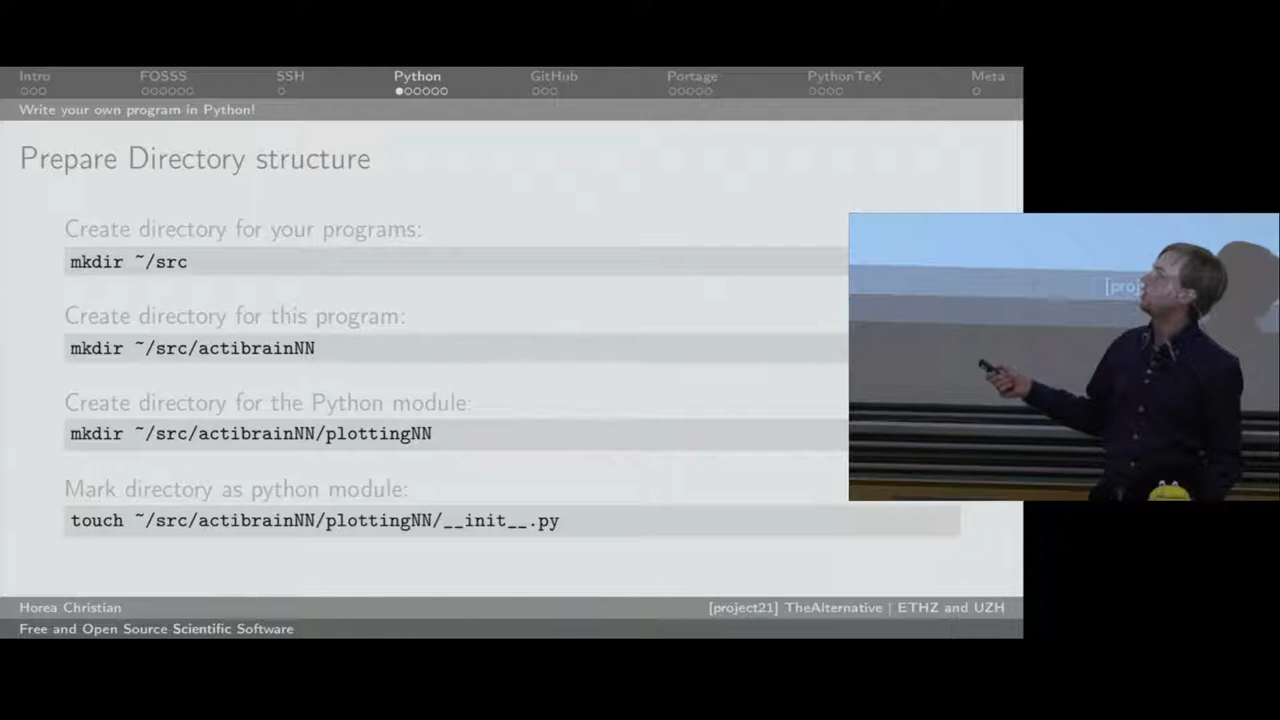 Intro FOSSS SSH Python GitHub Portage PythonTeX Meta
Write your own program in Python!
Prepare Directory structure
Create directory for your programs:
mkdir ~/src
Create directory for this program:
mkdir ~/src/actibrainNN
Create directory for the Python module:
mkdir ~/src/actibrainNN/plottingNN
Mark directory as python module:
touch ~/src/actibrainNN/plottingNN/__init__.py
[proj
Horea Christian [project21] TheAlternative | ETHZ and UZH
Free and Open Source Scientific Software